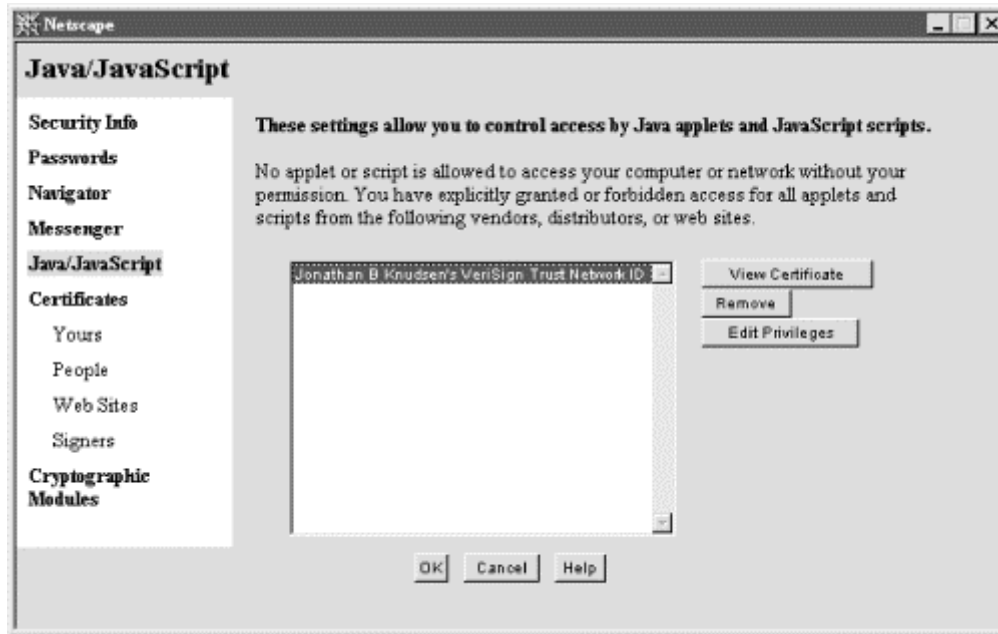 Netscape
Java/JavaScript
Security Info
Passwords
Navigator
Messenger
Java/JavaScript
Certificates
Yours
People
Web Sites
Signers
Cryptographic
Modules
These settings allow you to control access by Java applets and JavaScript scripts.
No applet or script is allowed to access your computer or network without your
permission. You have explicitly granted or forbidden access for all applets and
scripts from the following vendors, distributors, or web sites.
Jonathan B Knudsen's VeriSign Trust Network ID
View Certificate
Remove
Edit Privileges
OK
Cancel
Help